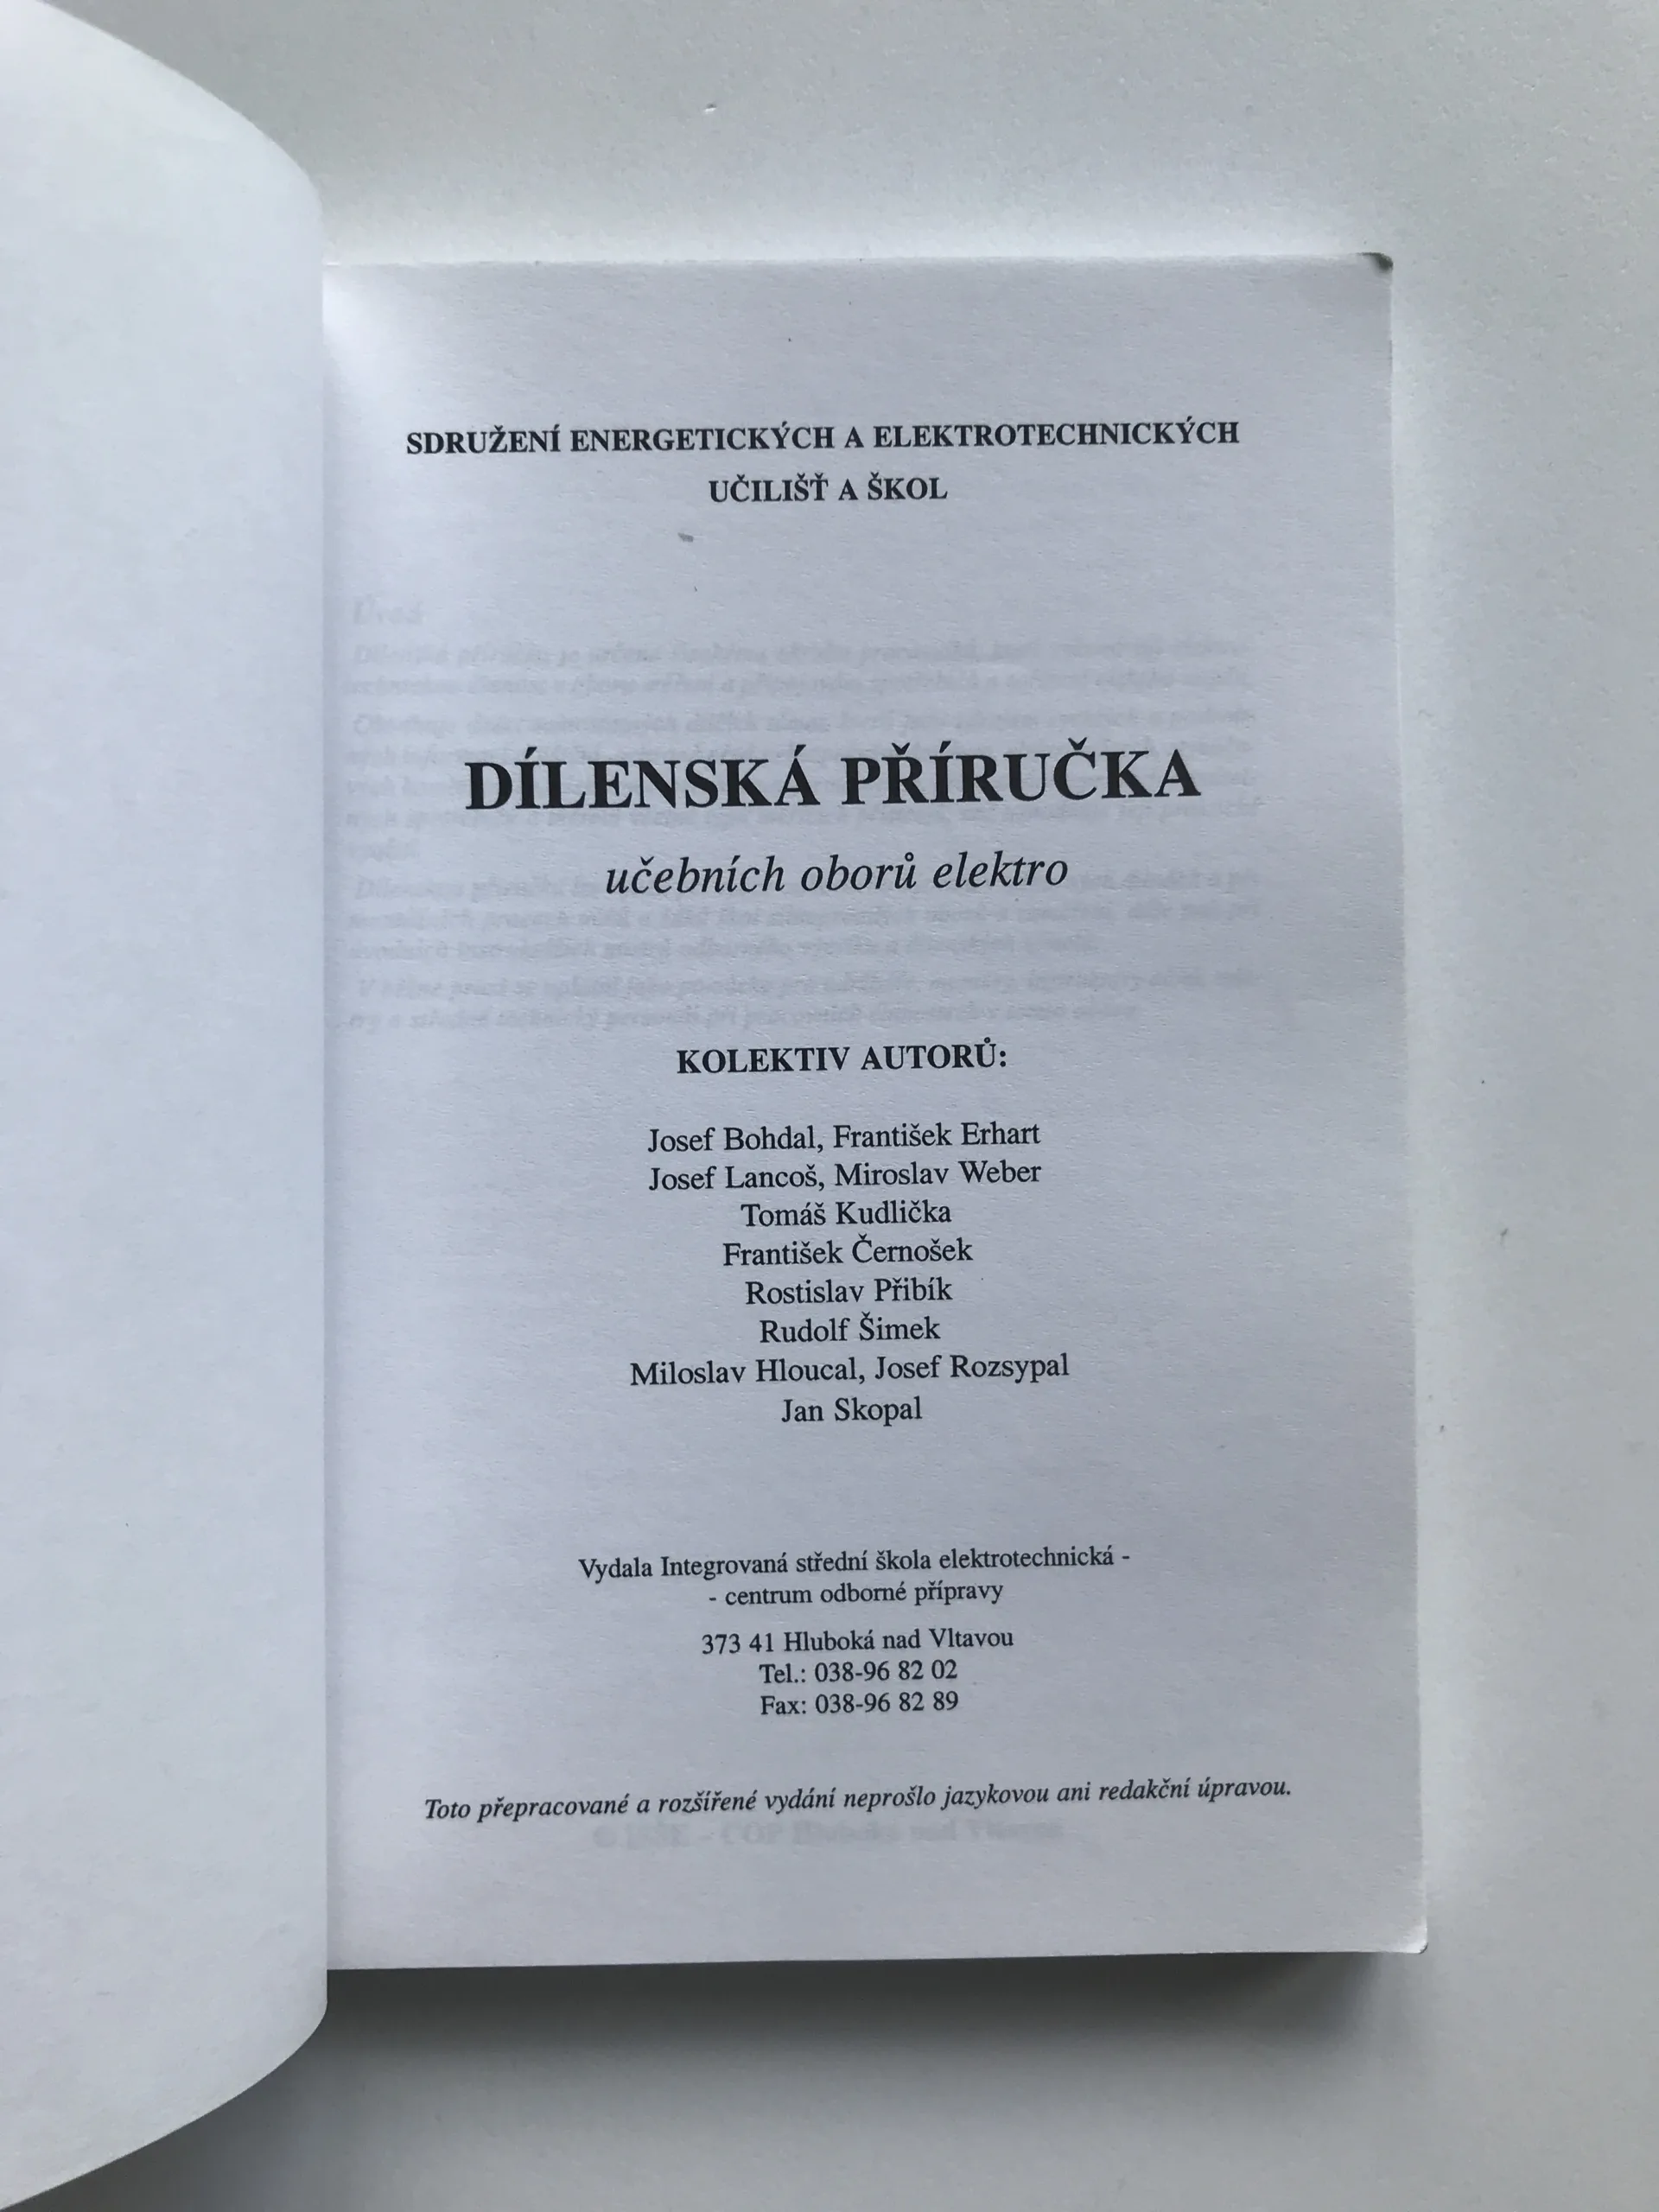 SDRUŽENÍ ENERGETICKÝCH A ELEKTROTECHNICKÝCH
UČILIŠŤ A ŠKOL
DÍLENSKÁ PŘÍRUČKA
učebních oborů elektro
KOLEKTIV AUTORŮ:
Josef Bohdal, František Erhart
Josef Lancoš, Miroslav Weber
Tomáš Kudlička
František Černošek
Rostislav Přibík
Rudolf Šimek
Miloslav Hloucal, Josef Rozsypal
Jan Skopal
Vydala Integrovaná střední škola elektrotechnická -
- centrum odborné přípravy
373 41 Hluboká nad Vltavou
Tel.: 038-96 82 02
Fax: 038-96 82 89
Toto přepracované a rozšířené vydání neprošlo jazykovou ani redakční úpravou.